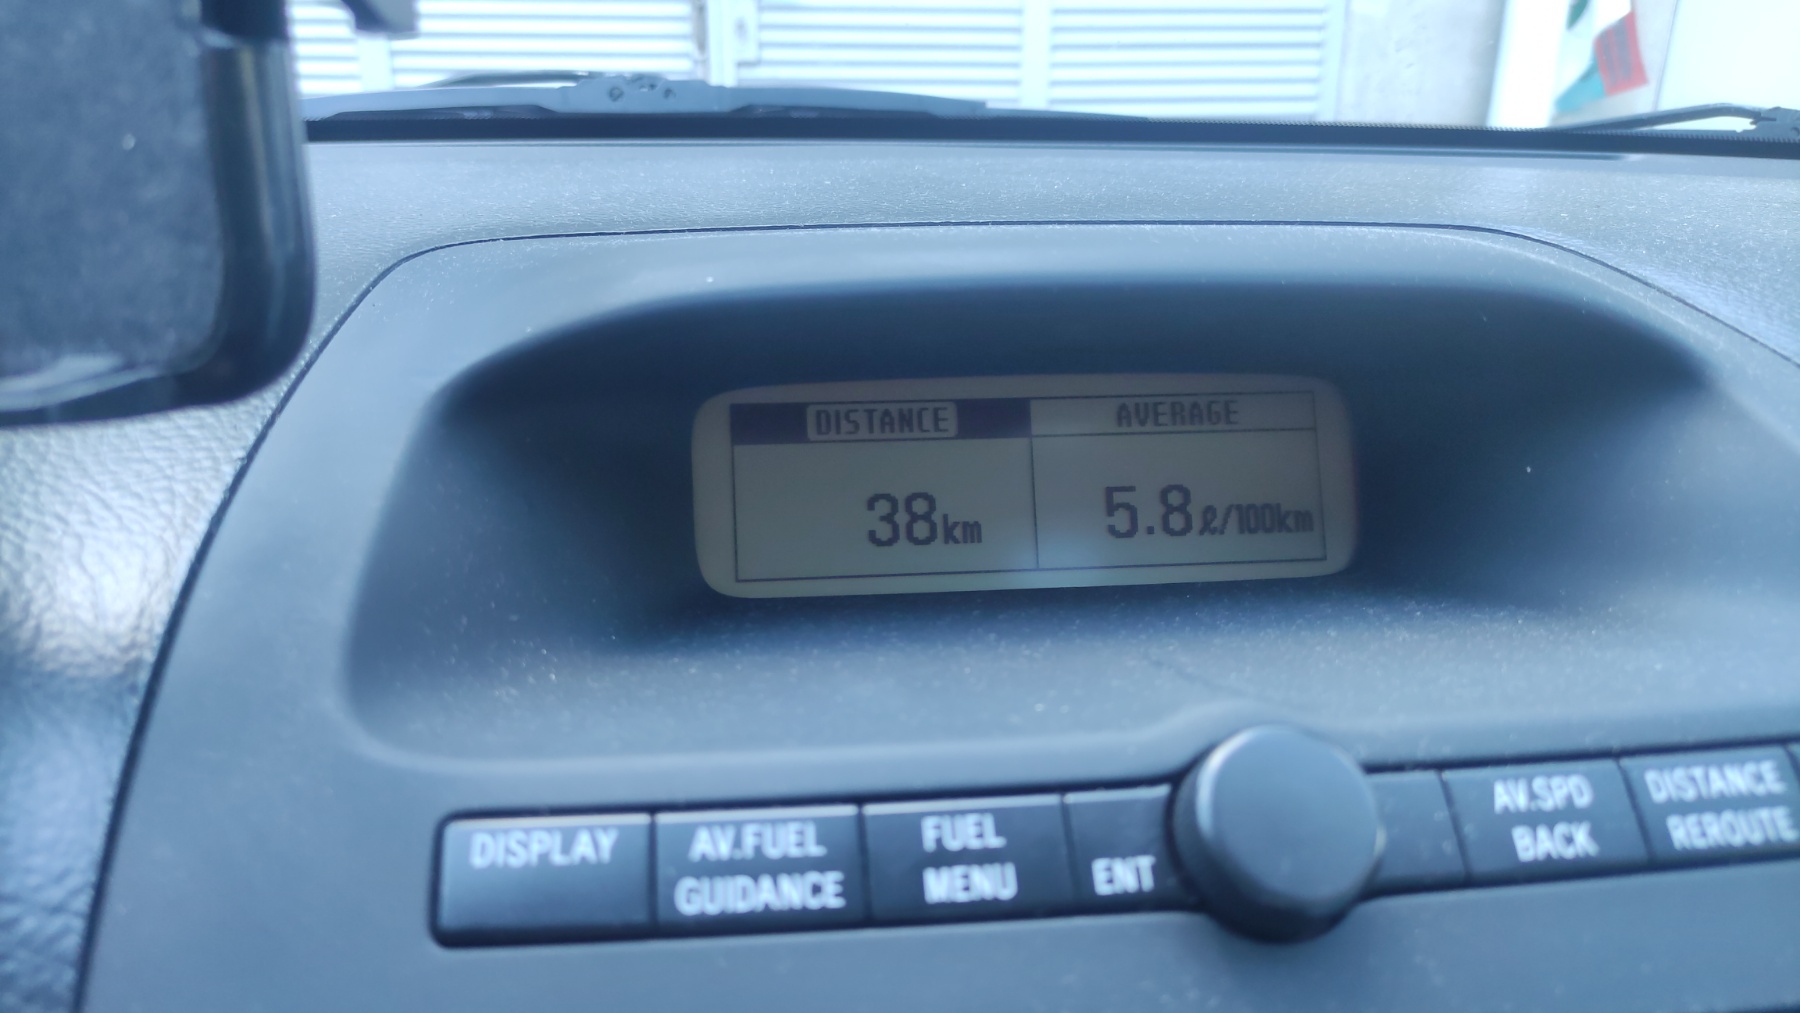 DISTANCE AVERAGE
38km 5.8ℓ/100km
DISPLAY
AV.FUEL
GUIDANCE
FUEL
MENU
ENT
AV.SPD
BACK
DISTANCE
REROUTE